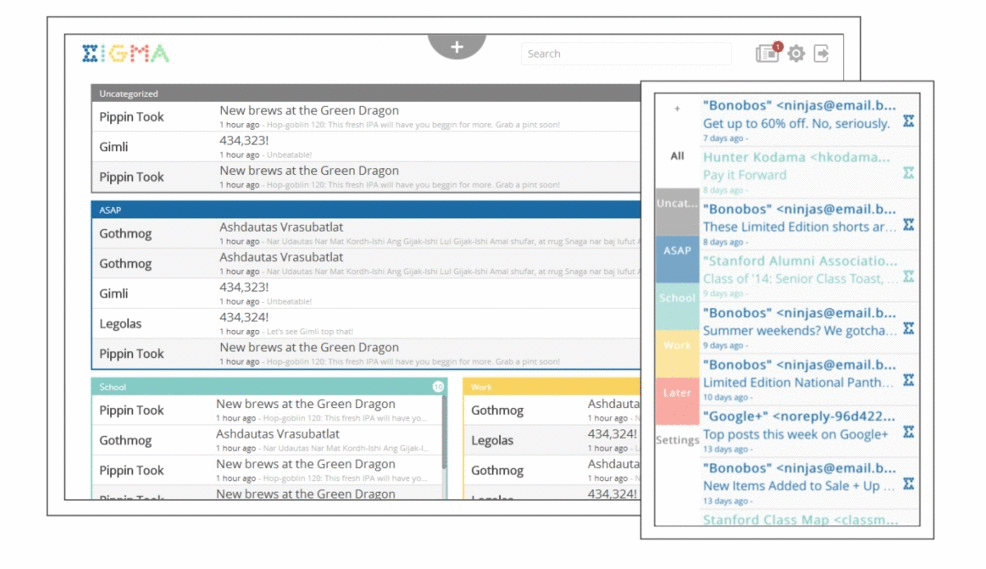 ΣIGMA
+
Search
1
Uncategorized
Pippin Took
New brews at the Green Dragon
1 hour ago - Hop-goblin 120: This fresh IPA will have you beggin for more. Grab a pint soon!
Gimli
434,323!
1 hour ago - Unbeatable!
Pippin Took
New brews at the Green Dragon
1 hour ago - Hop-goblin 120: This fresh IPA will have you beggin for more. Grab a pint soon!
ASAP
Gothmog
Ashdautas Vrasubatlat
1 hour ago - Nar Udautas Nar Mat Kordh-Ishi Ang Gijak-Ishi Lul Gijak-Ishi Amal shufar, at rrug Snaga nar baj lufut A
Gothmog
Ashdautas Vrasubatlat
1 hour ago - Nar Udautas Nar Mat Kordh-Ishi Ang Gijak-Ishi Lul Gijak-Ishi Amal shufar, at rrug Snaga nar baj lufut A
Gimli
434,323!
1 hour ago - Unbeatable!
Legolas
434,324!
1 hour ago - Let's see Gimli top that!
Pippin Took
New brews at the Green Dragon
1 hour ago - Hop-goblin 120: This fresh IPA will have you beggin for more. Grab a pint soon!
School
10
Pippin Took
New brews at the Green Dragon
1 hour ago - Hop-goblin 120: This fresh IPA will have yo...
Gothmog
Ashdautas Vrasubatlat
1 hour ago - Nar Udautas Nar Mat Kordh-Ishi Ang Gijak-I...
Pippin Took
New brews at the Green Dragon
1 hour ago - Hop-goblin 120: This fresh IPA will have yo...
Pippin Took
New brews at the Green Dragon
Work
Gothmog
Ashdauta
1 hour ago - N
Legolas
434,324!
1 hour ago - L
Gothmog
Ashdauta
1 hour ago - N
Legolas
434,324!
+
All
Uncat...
ASAP
School
Work
Later
Settings
"Bonobos" <ninjas@email.b...
Get up to 60% off. No, seriously.
7 days ago -
Hunter Kodama <hkodama...
Pay it Forward
8 days ago -
"Bonobos" <ninjas@email.b...
These Limited Edition shorts ar...
8 days ago -
"Stanford Alumni Associatio...
Class of '14: Senior Class Toast, ...
9 days ago -
"Bonobos" <ninjas@email.b...
Summer weekends? We gotcha...
9 days ago -
"Bonobos" <ninjas@email.b...
Limited Edition National Panth...
10 days ago -
"Google+" <noreply-96d422...
Top posts this week on Google+
13 days ago -
"Bonobos" <ninjas@email.b...
New Items Added to Sale + Up ...
13 days ago -
Stanford Class Map <classm...